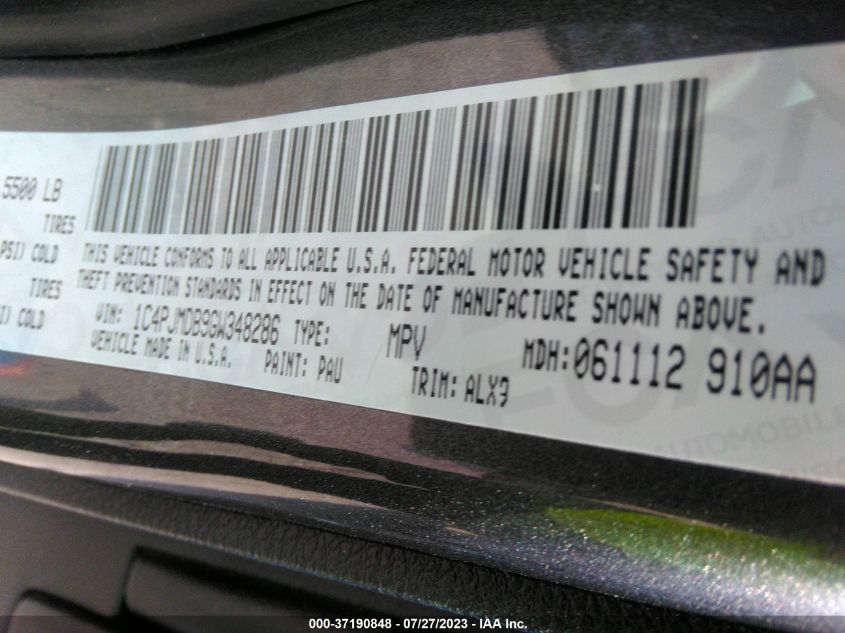 5500 LB
TIRES
PSI) COLD
TIRES
I) COLD
THIS VEHICLE CONFORMS TO ALL APPLICABLE U.S.A. FEDERAL MOTOR VEHICLE SAFETY AND
THEFT PREVENTION STANDARDS IN EFFECT ON THE DATE OF MANUFACTURE SHOWN ABOVE.
VIN: 1C4PJMDB9GW348286 TYPE: MPV MDH:061112 910AA
VEHICLE MADE IN U.S.A. PAINT: PAU TRIM: ALX9
AUTOMOBILE
000-37190848 - 07/27/2023 - IAA Inc.